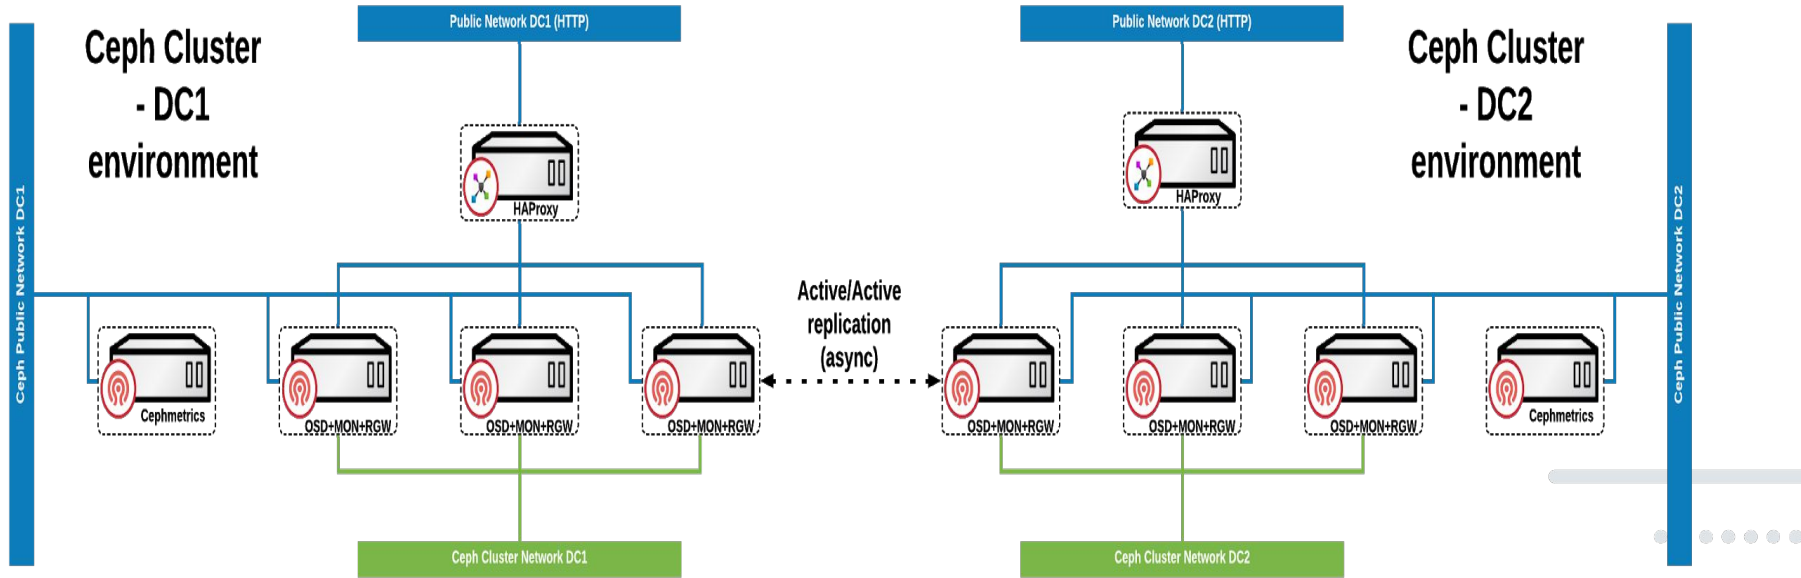 Public Network DC1 (HTTP)
Public Network DC2 (HTTP)
Ceph Cluster
- DC1
environment
Ceph Cluster
- DC2
environment
Ceph Public Network DC1
Ceph Public Network DC2
HAProxy
HAProxy
Active/Active
replication
(async)
Cephmetrics
OSD+MON+RGW
OSD+MON+RGW
OSD+MON+RGW
OSD+MON+RGW
OSD+MON+RGW
OSD+MON+RGW
Cephmetrics
Ceph Cluster Network DC1
Ceph Cluster Network DC2